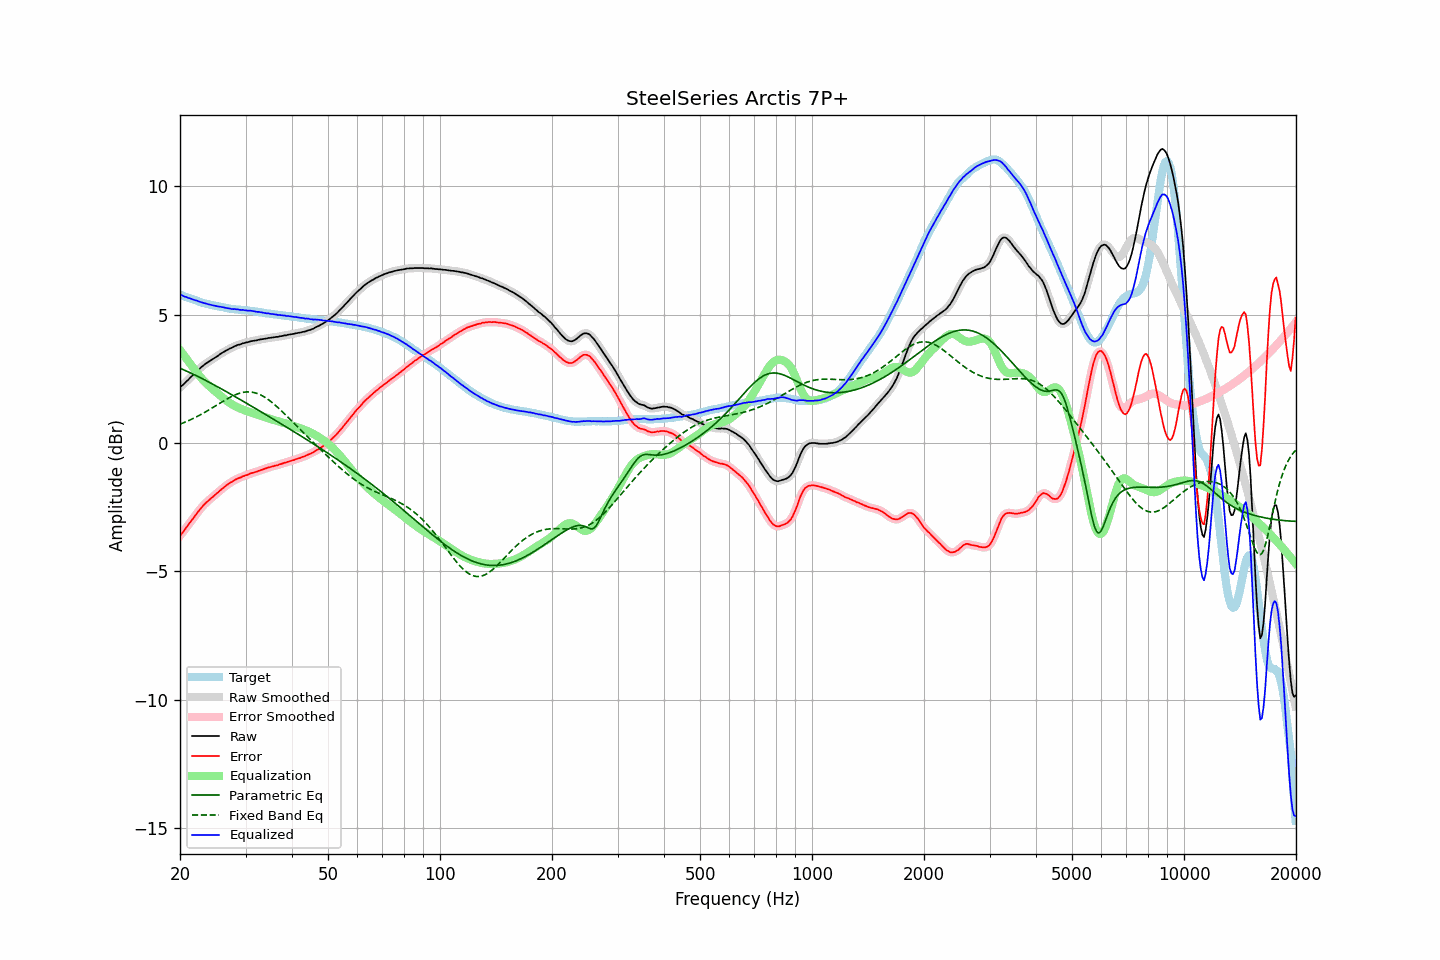 SteelSeries Arctis 7P+
Amplitude (dBr)
10
5
0
−5
−10
−15
Target
Raw Smoothed
Error Smoothed
Raw
Error
Equalization
Parametric Eq
Fixed Band Eq
Equalized
20 50 100 200 500 1000 2000 5000 10000 20000
Frequency (Hz)